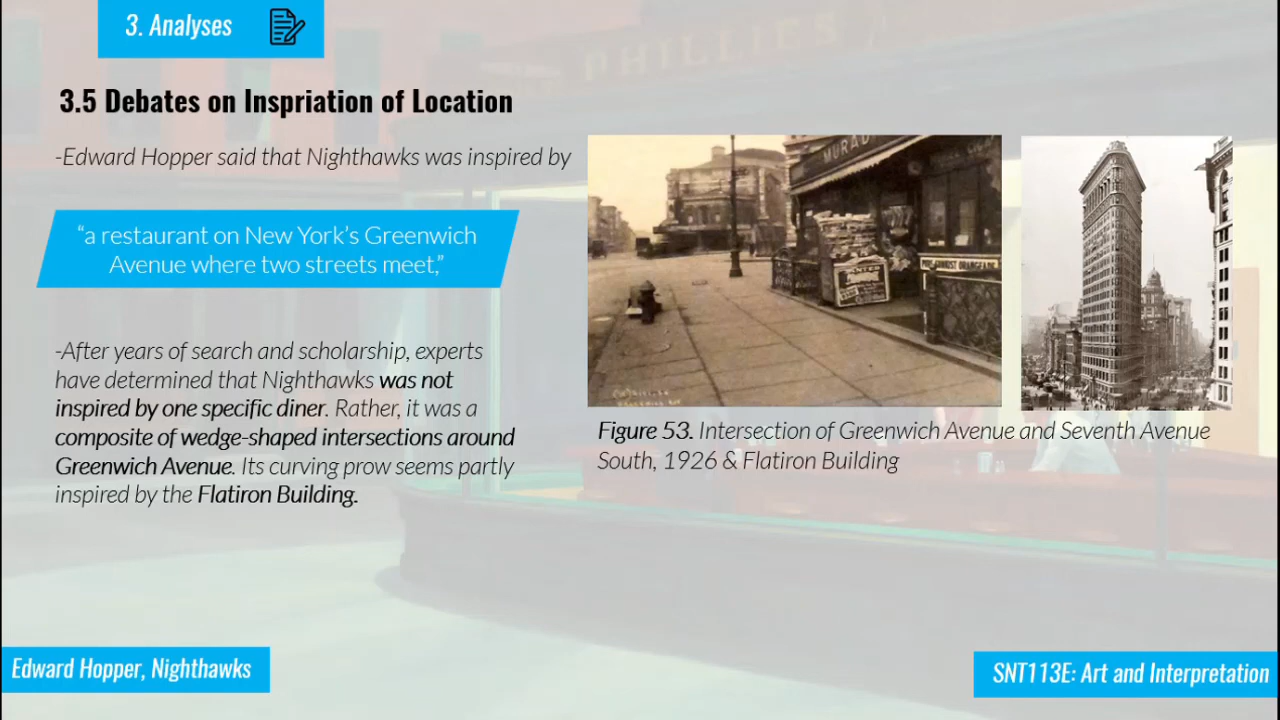 3. Analyses
PHILLIES
3.5 Debates on Inspriation of Location
-Edward Hopper said that Nighthawks was inspired by
“a restaurant on New York’s Greenwich
Avenue where two streets meet,”
-After years of search and scholarship, experts
have determined that Nighthawks was not
inspired by one specific diner. Rather, it was a
composite of wedge-shaped intersections around
Greenwich Avenue. Its curving prow seems partly
inspired by the Flatiron Building.
MURAD
Figure 53. Intersection of Greenwich Avenue and Seventh Avenue
South, 1926 & Flatiron Building
Edward Hopper, Nighthawks
SNT113E: Art and Interpretation